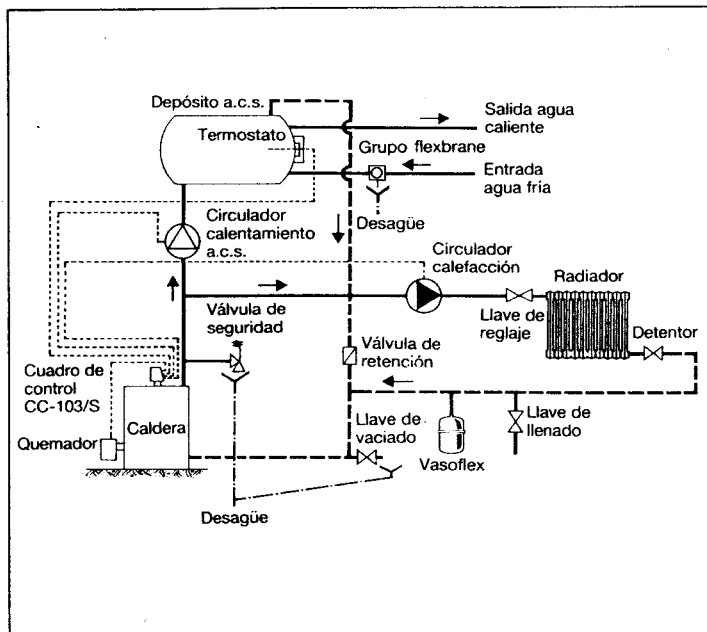 Depósito a.c.s.
Termostato
Salida agua
caliente
Grupo flexbrane
Entrada
agua fría
Desagüe
Circulador
calentamiento
a.c.s.
Circulador
calefacción
Radiador
Válvula de
seguridad
Llave de
reglaje
Detentor
Válvula de
retención
Cuadro de
control
CC-103/S
Quemador
Caldera
Llave de
vaciado
Vasoflex
Llave de
llenado
Desagüe